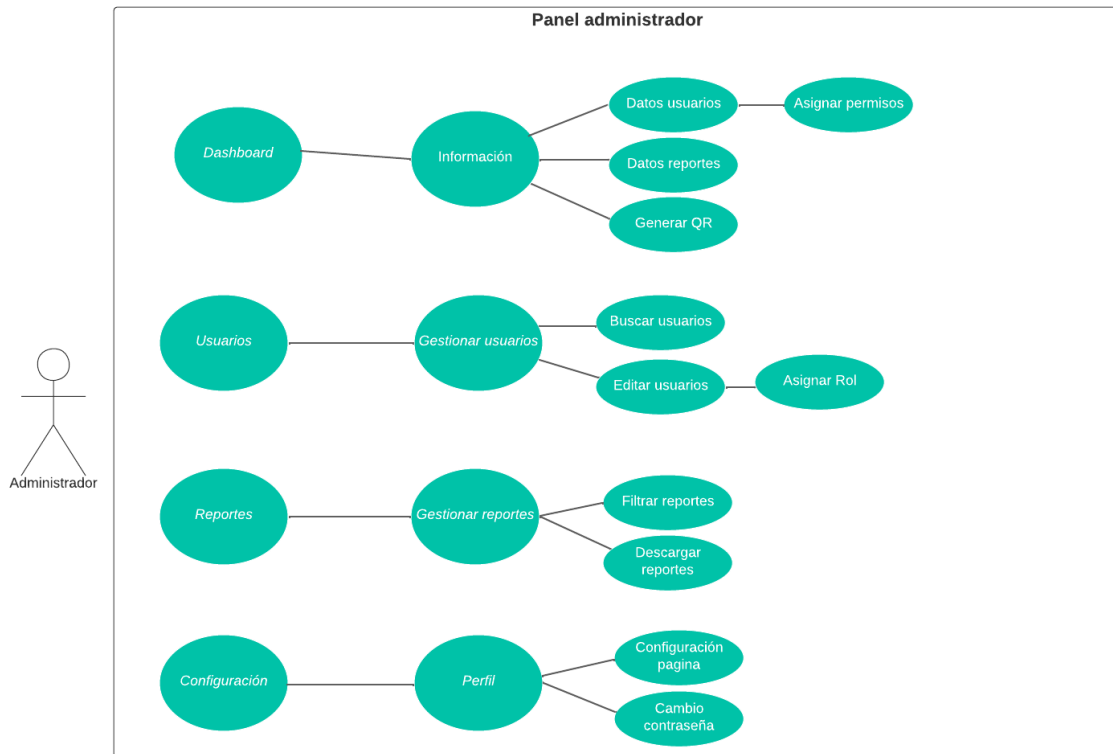 Panel administrador
Dashboard
Información
Datos usuarios
Asignar permisos
Datos reportes
Generar QR
Usuarios
Gestionar usuarios
Buscar usuarios
Editar usuarios
Asignar Rol
Administrador
Reportes
Gestionar reportes
Filtrar reportes
Descargar
reportes
Configuración
Perfil
Configuración
pagina
Cambio
contraseña